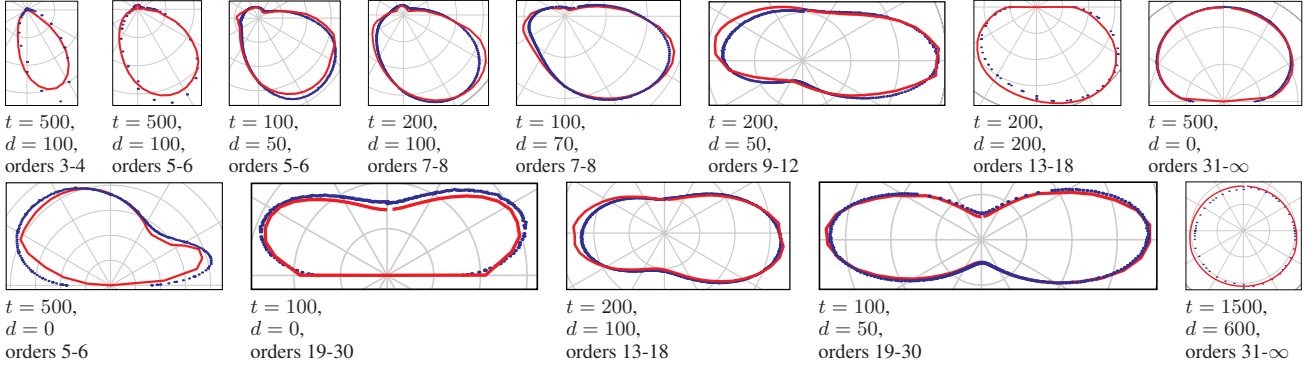 t = 500,
d = 100,
orders 3-4
t = 500,
d = 100,
orders 5-6
t = 100,
d = 50,
orders 5-6
t = 200,
d = 100,
orders 7-8
t = 100,
d = 70,
orders 7-8
t = 200,
d = 50,
orders 9-12
t = 200,
d = 200,
orders 13-18
t = 500,
d = 0,
orders 31-∞
t = 500,
d = 0
orders 5-6
t = 100,
d = 0,
orders 19-30
t = 200,
d = 100,
orders 13-18
t = 100,
d = 50,
orders 19-30
t = 1500,
d = 600,
orders 31-∞